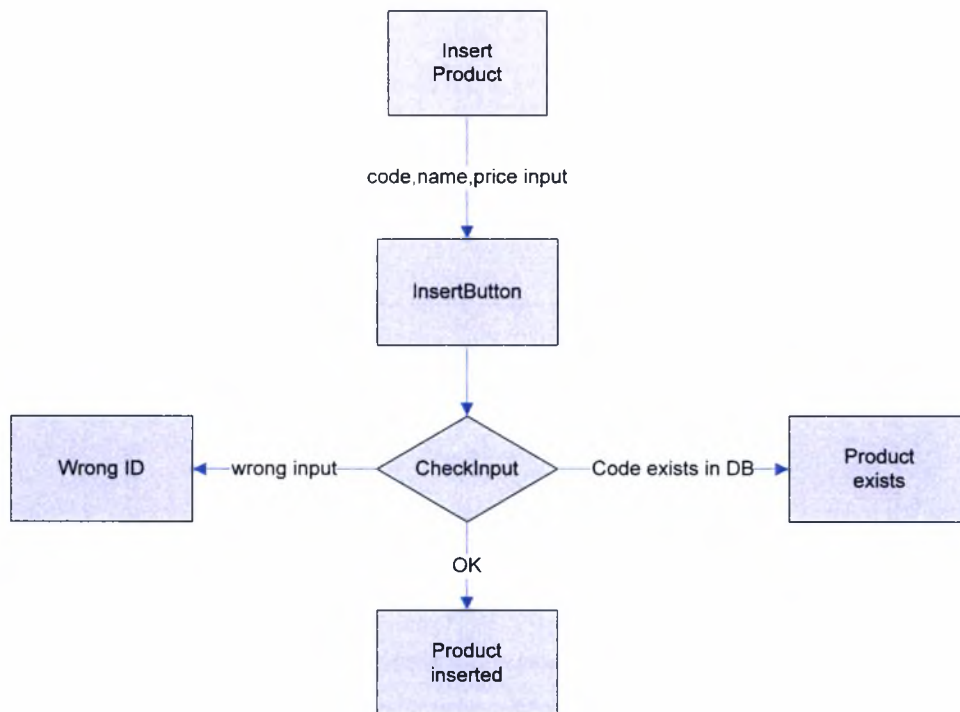 Insert
Product
code,name,price input
InsertButton
Wrong ID
wrong input
CheckInput
Code exists in DB
Product
exists
OK
Product
inserted